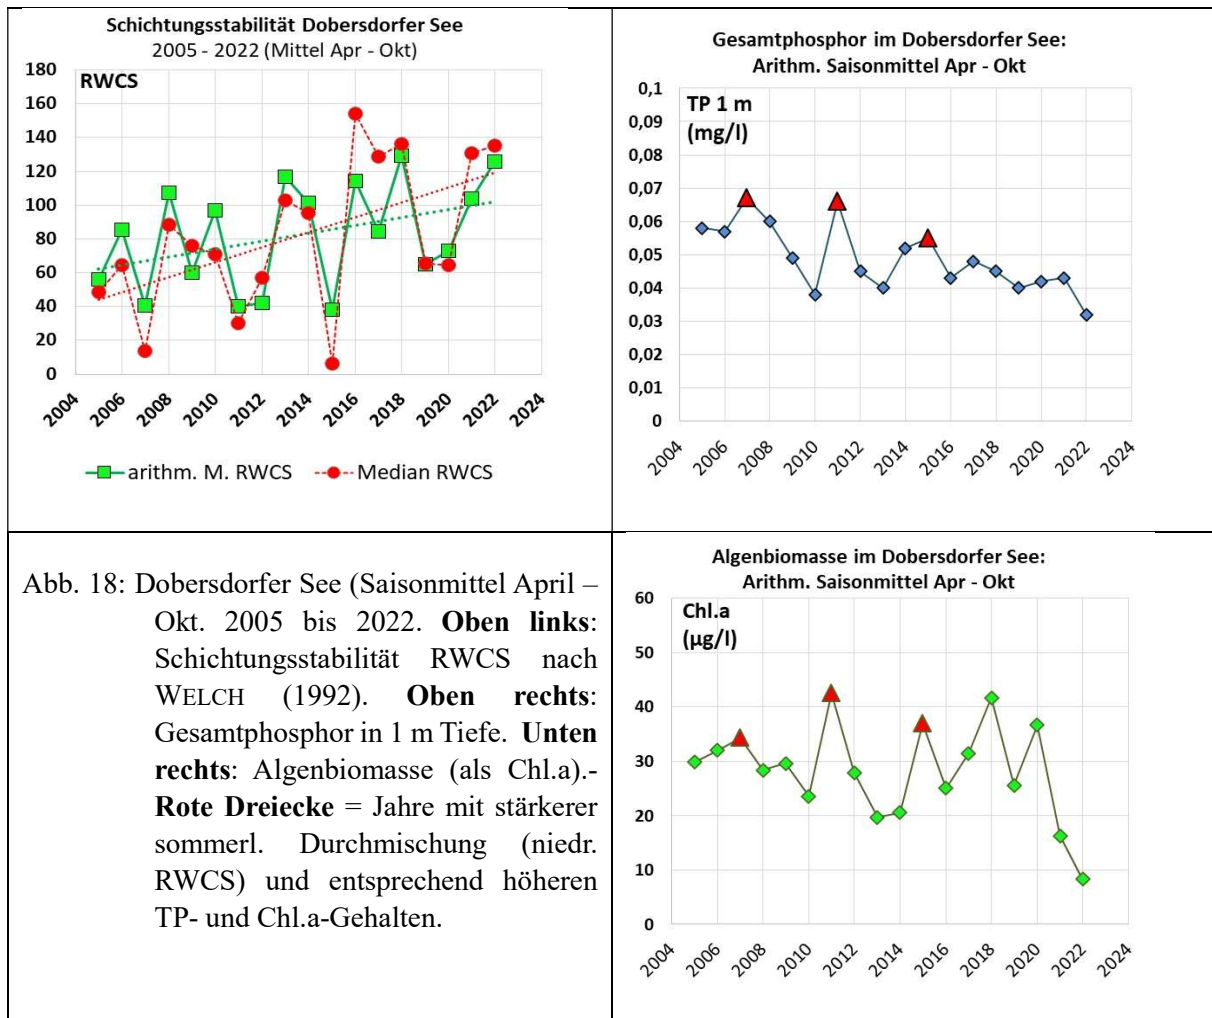 Schichtungsstabilität Dobersdorfer See
2005 - 2022 (Mittel Apr - Okt)
RWCS
180
160
140
120
100
80
60
40
20
0
2004
2006
2008
2010
2012
2014
2016
2018
2020
2022
2024
arithm. M. RWCS
Median RWCS
Gesamtphosphor im Dobersdorfer See:
Arithm. Saisonmittel Apr - Okt
TP 1 m
(mg/l)
0,1
0,09
0,08
0,07
0,06
0,05
0,04
0,03
0,02
0,01
0
2004
2006
2008
2010
2012
2014
2016
2018
2020
2022
2024
Abb. 18: Dobersdorfer See (Saisonmittel April –
Okt. 2005 bis 2022. Oben links:
Schichtungsstabilität RWCS nach
WELCH (1992). Oben rechts:
Gesamtphosphor in 1 m Tiefe. Unten
rechts: Algenbiomasse (als Chl.a).-
Rote Dreiecke = Jahre mit stärkerer
sommerl. Durchmischung (niedr.
RWCS) und entsprechend höheren
TP- und Chl.a-Gehalten.
Algenbiomasse im Dobersdorfer See:
Arithm. Saisonmittel Apr - Okt
Chl.a
(µg/l)
60
50
40
30
20
10
0
2004
2006
2008
2010
2012
2014
2016
2018
2020
2022
2024